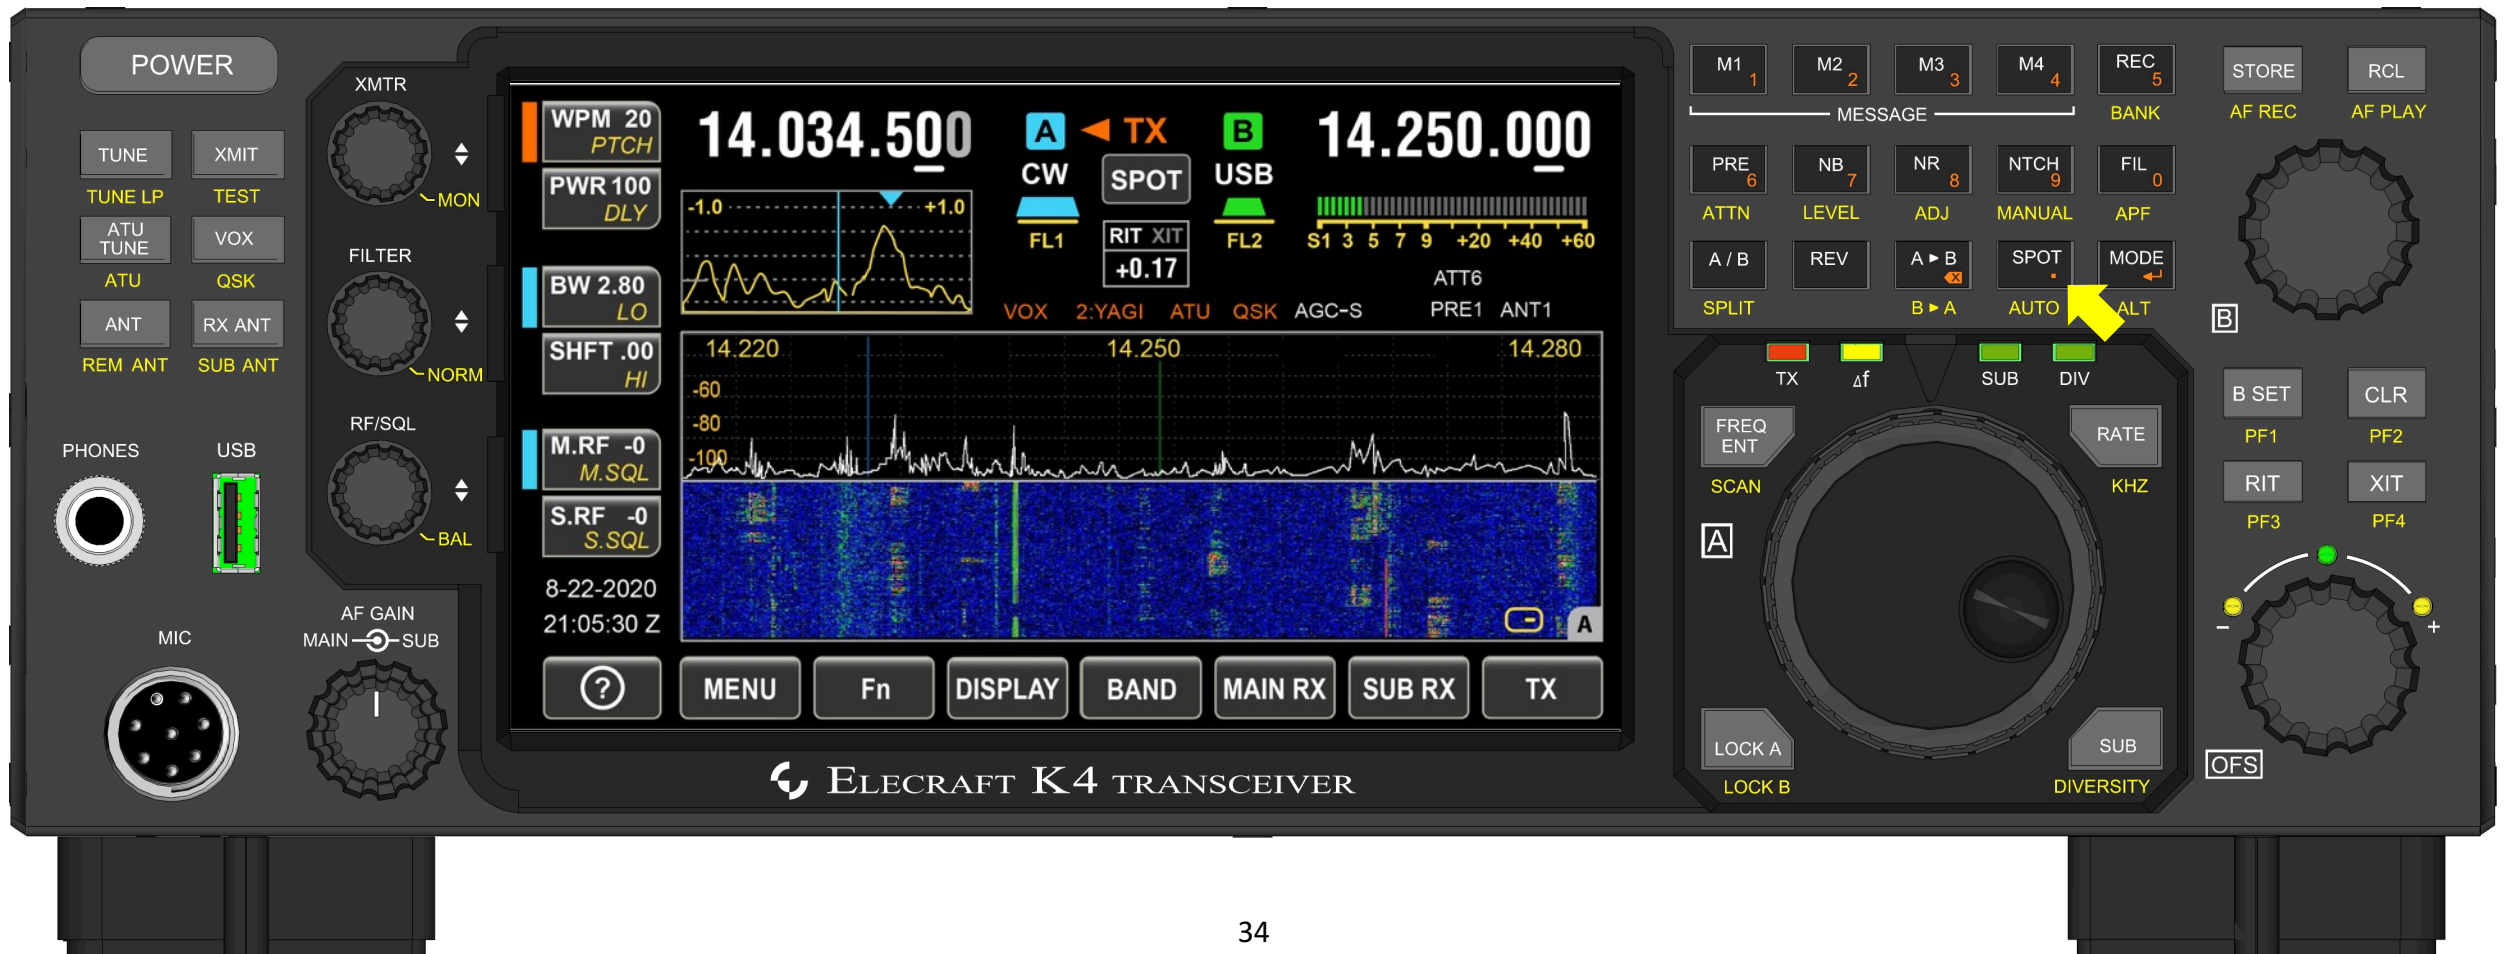 POWER
TUNE XMIT
TUNE LP TEST
ATU TUNE VOX
ATU QSK
ANT RX ANT
REM ANT SUB ANT
PHONES USB
MIC
XMTR
MON
FILTER
NORM
RF/SQL
BAL
AF GAIN
MAIN SUB
WPM 20
PTCH
PWR 100
DLY
BW 2.80
LO
SHFT .00
HI
M.RF -0
M.SQL
S.RF -0
S.SQL
8-22-2020
21:05:30 Z
14.034.500
A TX B
14.250.000
CW SPOT USB
-1.0 +1.0
FL1 RIT XIT FL2
+0.17
S1 3 5 7 9 +20 +40 +60
ATT6
VOX 2:YAGI ATU QSK AGC-S PRE1 ANT1
14.220 14.250 14.280
-60
-80
-100
A
? MENU Fn DISPLAY BAND MAIN RX SUB RX TX
ELECRAFT K4 TRANSCEIVER
M1 1 M2 2 M3 3 M4 4 REC 5
MESSAGE BANK
PRE 6 NB 7 NR 8 NTCH 9 FIL 0
ATTN LEVEL ADJ MANUAL APF
A / B REV A ▸ B SPOT . MODE
SPLIT B ▸ A AUTO ALT
TX Δf SUB DIV
FREQ ENT RATE
SCAN KHZ
A
LOCK A SUB
LOCK B DIVERSITY
STORE RCL
AF REC AF PLAY
B
B SET CLR
PF1 PF2
RIT XIT
PF3 PF4
− +
OFS
34